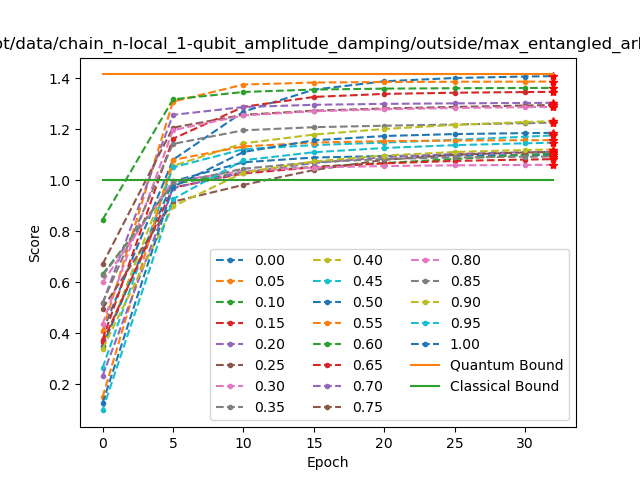 ot/data/chain_n-local_1-qubit_amplitude_damping/outside/max_entangled_arl
1.4
1.2
1.0
0.8
0.6
0.4
0.2
Score
0.00 0.40 0.80
0.05 0.45 0.85
0.10 0.50 0.90
0.15 0.55 0.95
0.20 0.60 1.00
0.25 0.65 Quantum Bound
0.30 0.70 Classical Bound
0.35 0.75
0 5 10 15 20 25 30
Epoch